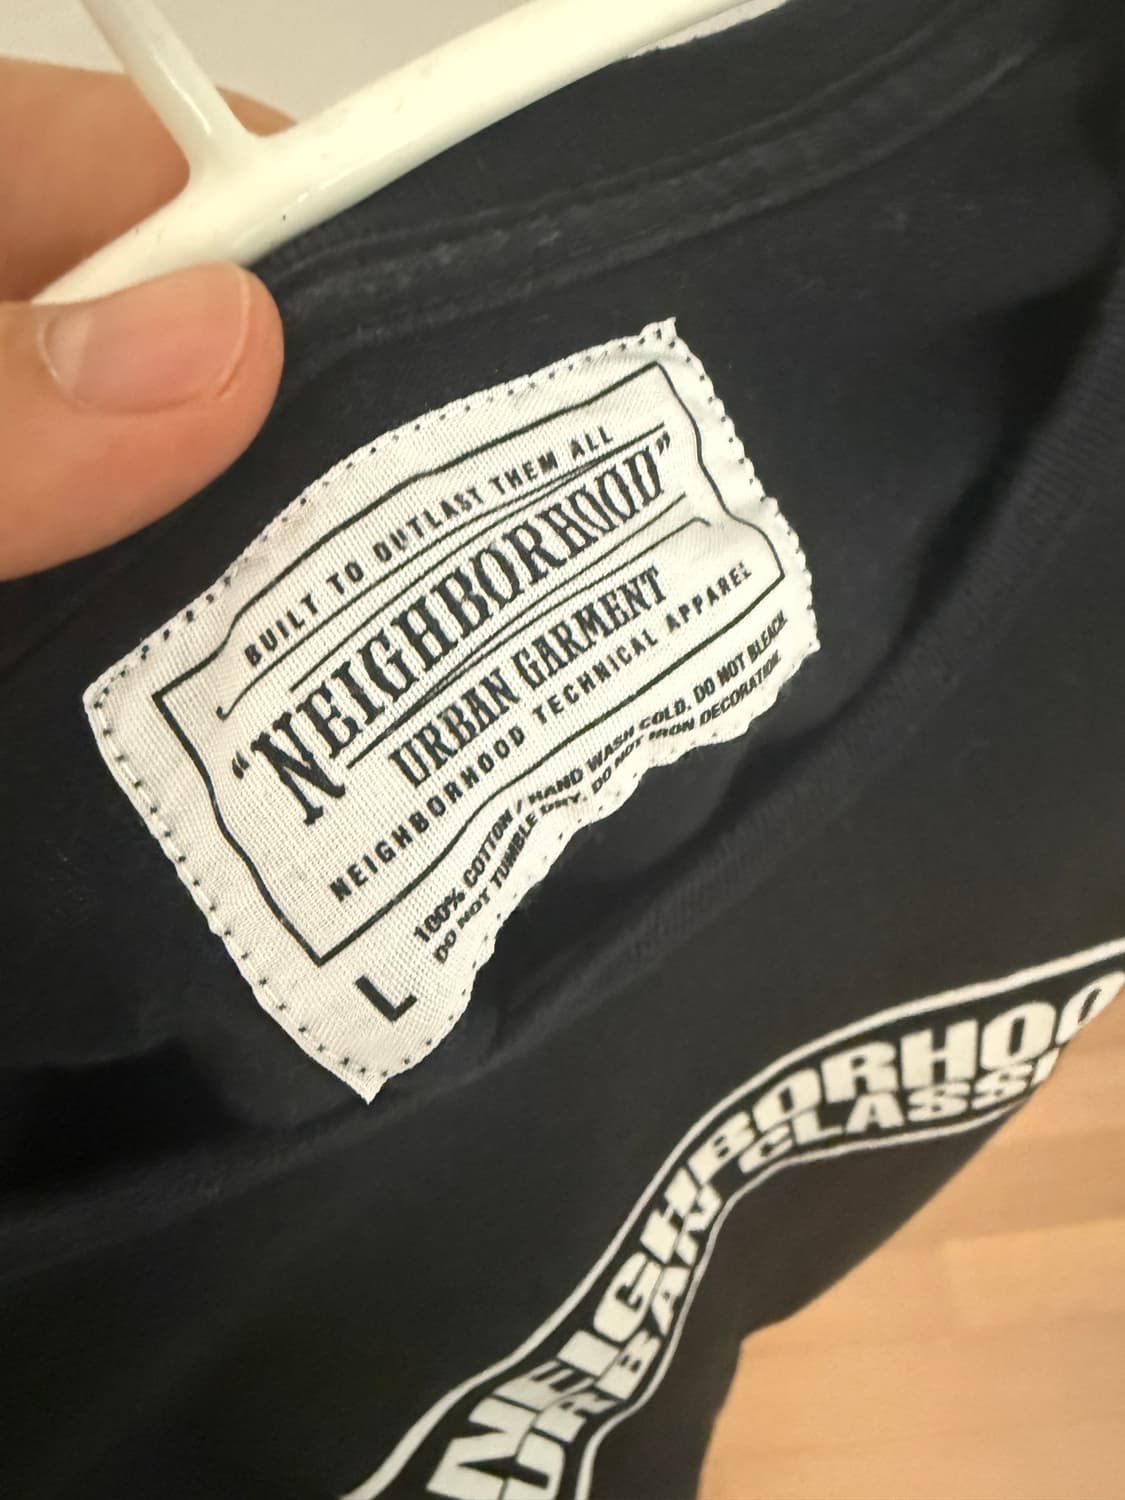 BUILT TO OUTLAST THEM ALL
“NEIGHBORHOOD”
URBAN GARMENT
NEIGHBORHOOD TECHNICAL APPAREL
100% COTTON / HAND WASH COLD. DO NOT BLEACH.
DO NOT TUMBLE DRY. DO NOT IRON DECORATION.
L
NEIGHBORHOO
URBAN CLASSI